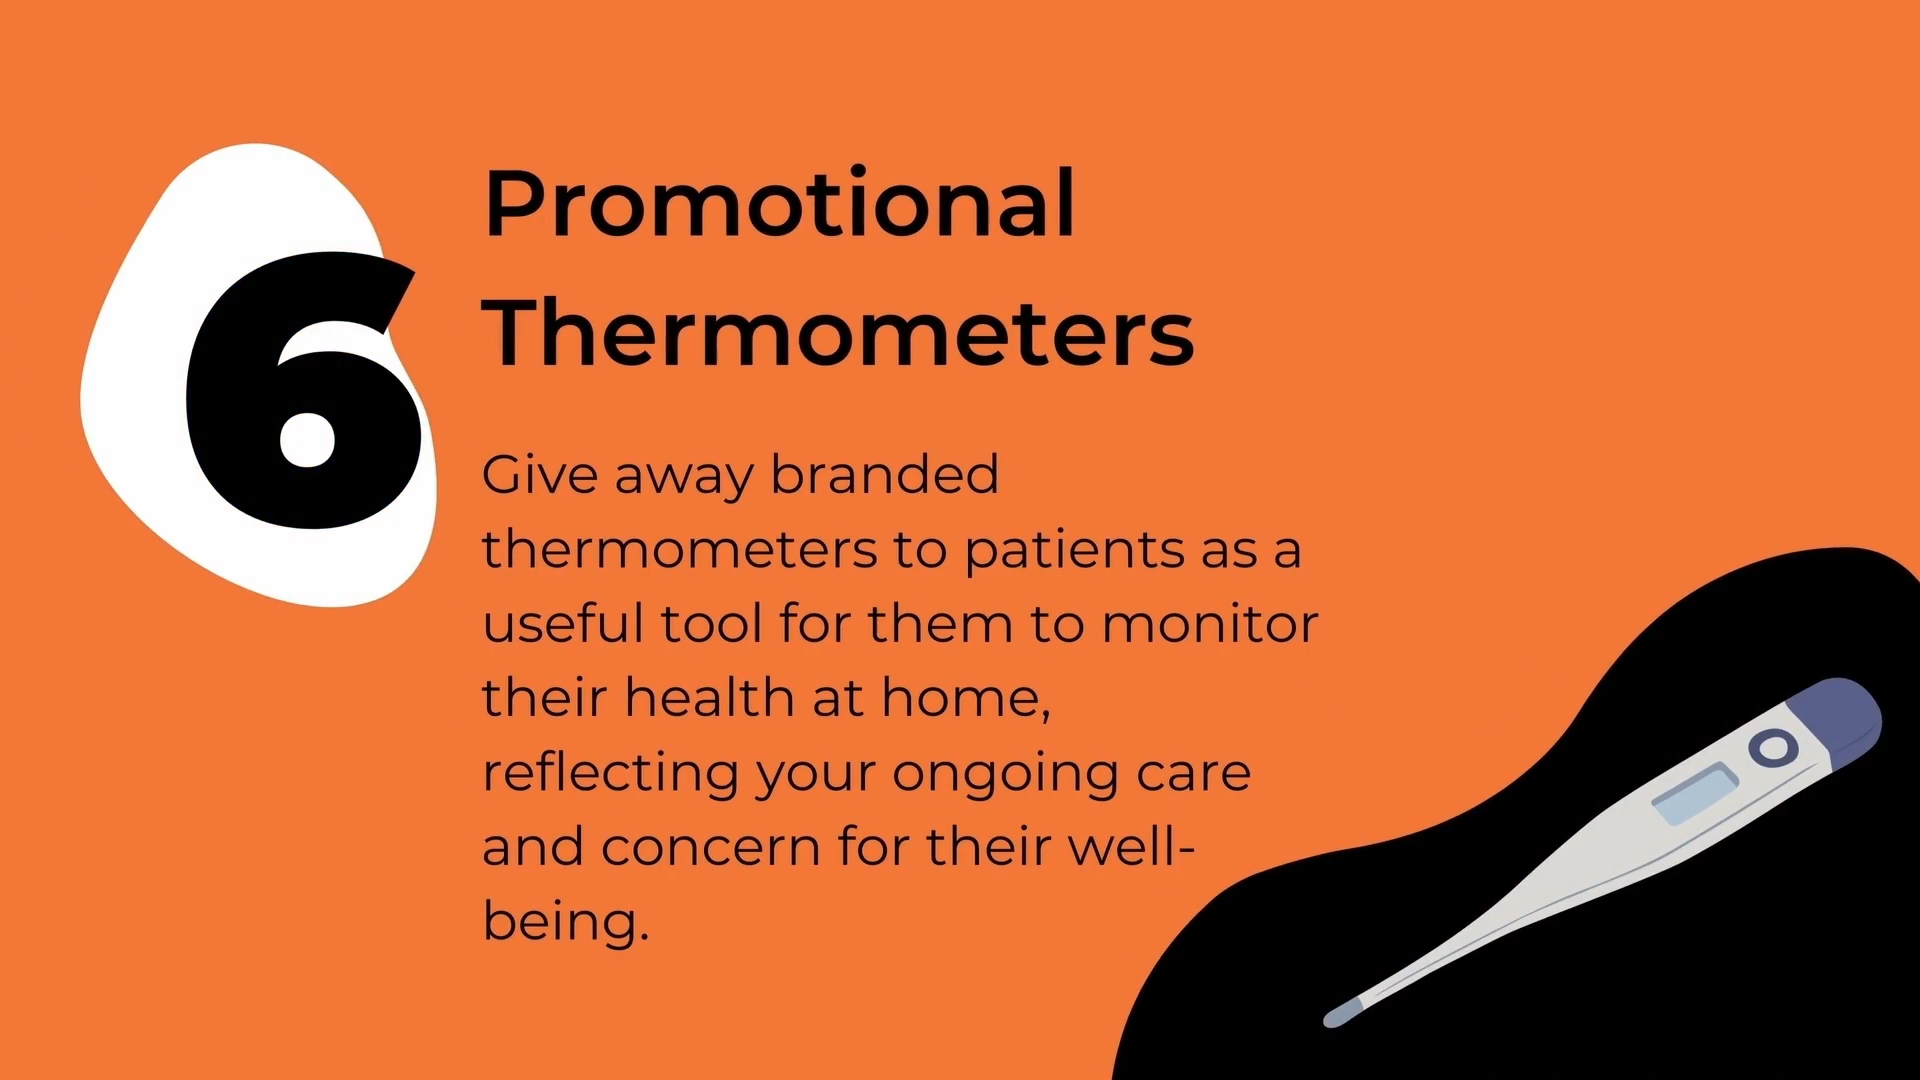 6
Promotional
Thermometers
Give away branded
thermometers to patients as a
useful tool for them to monitor
their health at home,
reflecting your ongoing care
and concern for their well-
being.